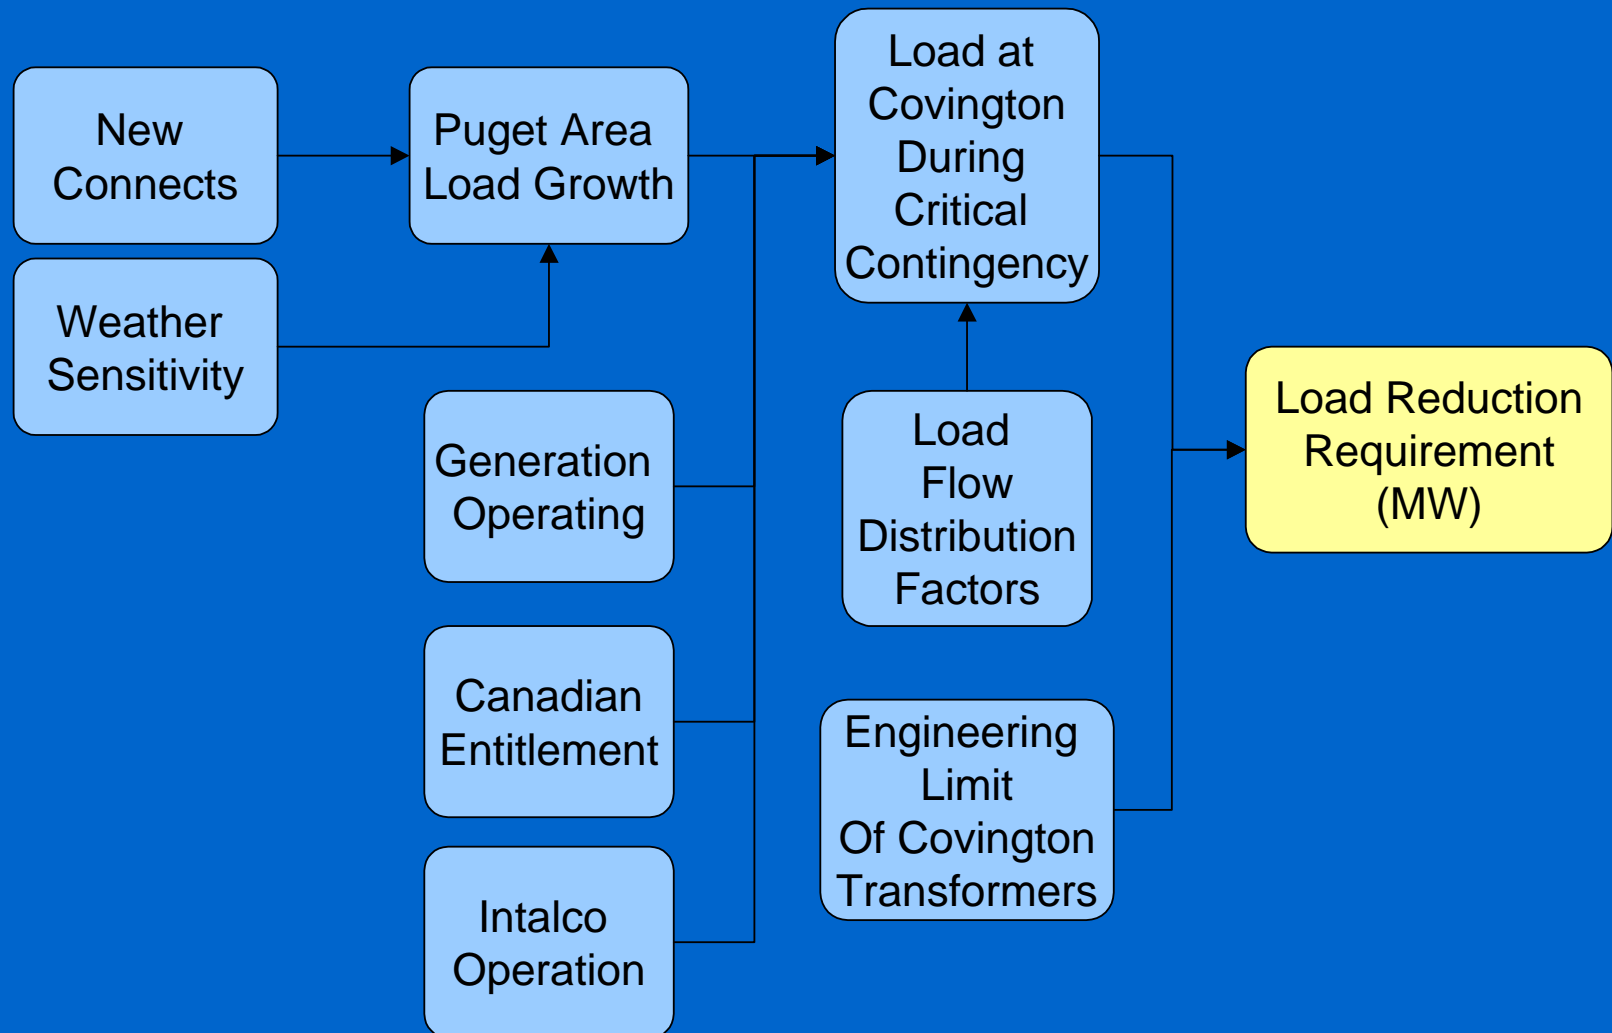 New
Connects
Puget Area
Load Growth
Load at
Covington
During
Critical
Contingency
Weather
Sensitivity
Generation
Operating
Load
Flow
Distribution
Factors
Load Reduction
Requirement
(MW)
Canadian
Entitlement
Engineering
Limit
Of Covington
Transformers
Intalco
Operation